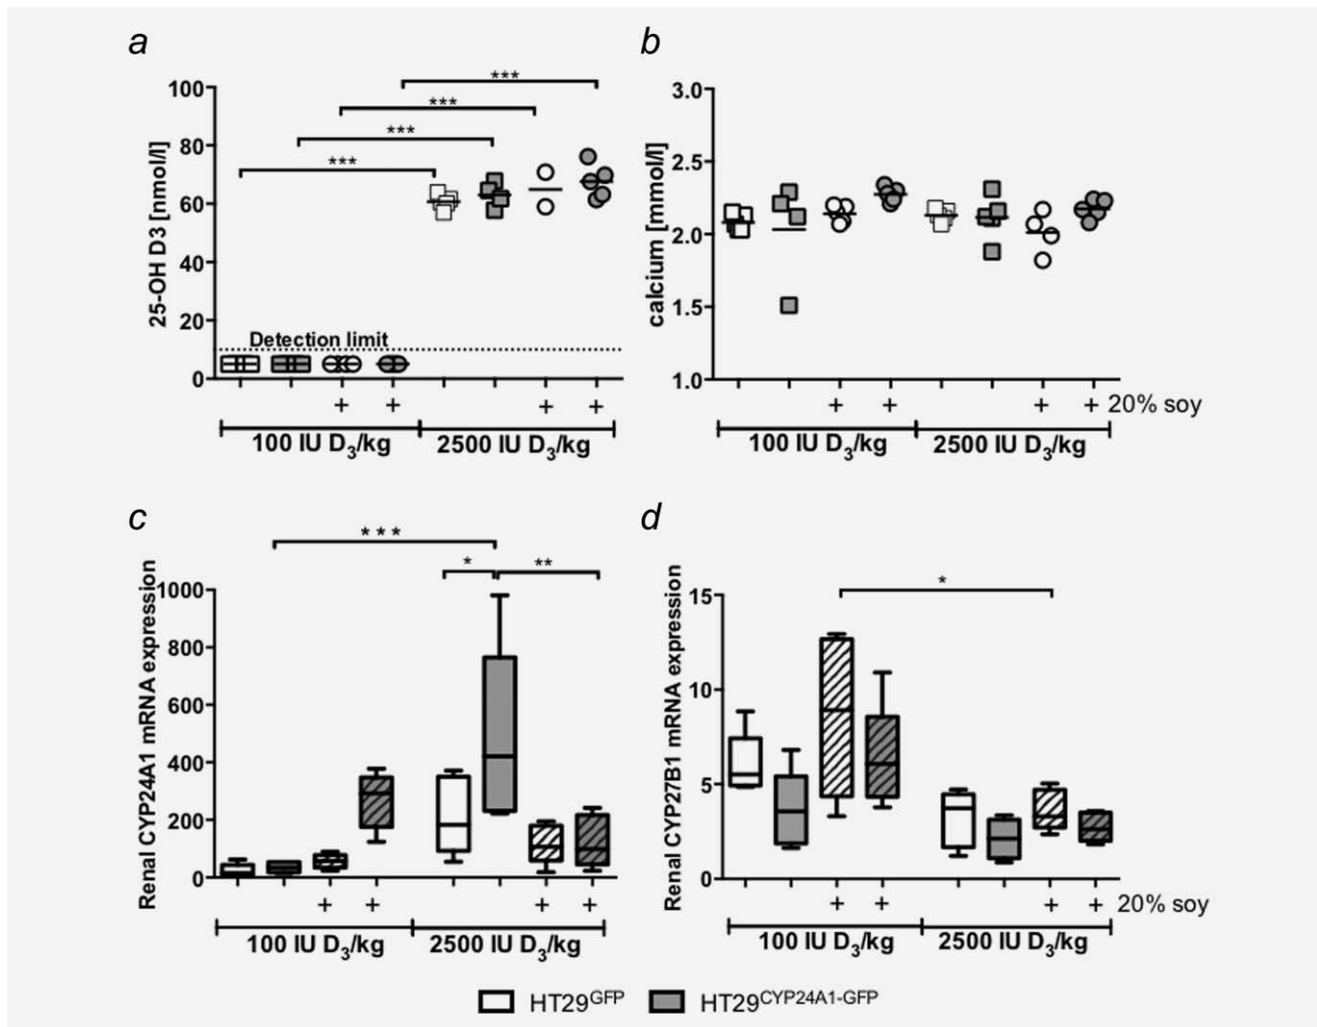 a
25-OH D3 [nmol/l]
100
80
60
40
20
0
***
***
***
***
Detection limit
+ + + +
100 IU D3/kg 2500 IU D3/kg
b
calcium [mmol/l]
3.0
2.5
2.0
1.5
1.0
+ + + + 20% soy
100 IU D3/kg 2500 IU D3/kg
c
Renal CYP24A1 mRNA expression
1000
800
600
400
200
0
***
* **
+ + + +
100 IU D3/kg 2500 IU D3/kg
d
Renal CYP27B1 mRNA expression
15
10
5
0
*
+ + + + 20% soy
100 IU D3/kg 2500 IU D3/kg
HT29GFP HT29CYP24A1-GFP